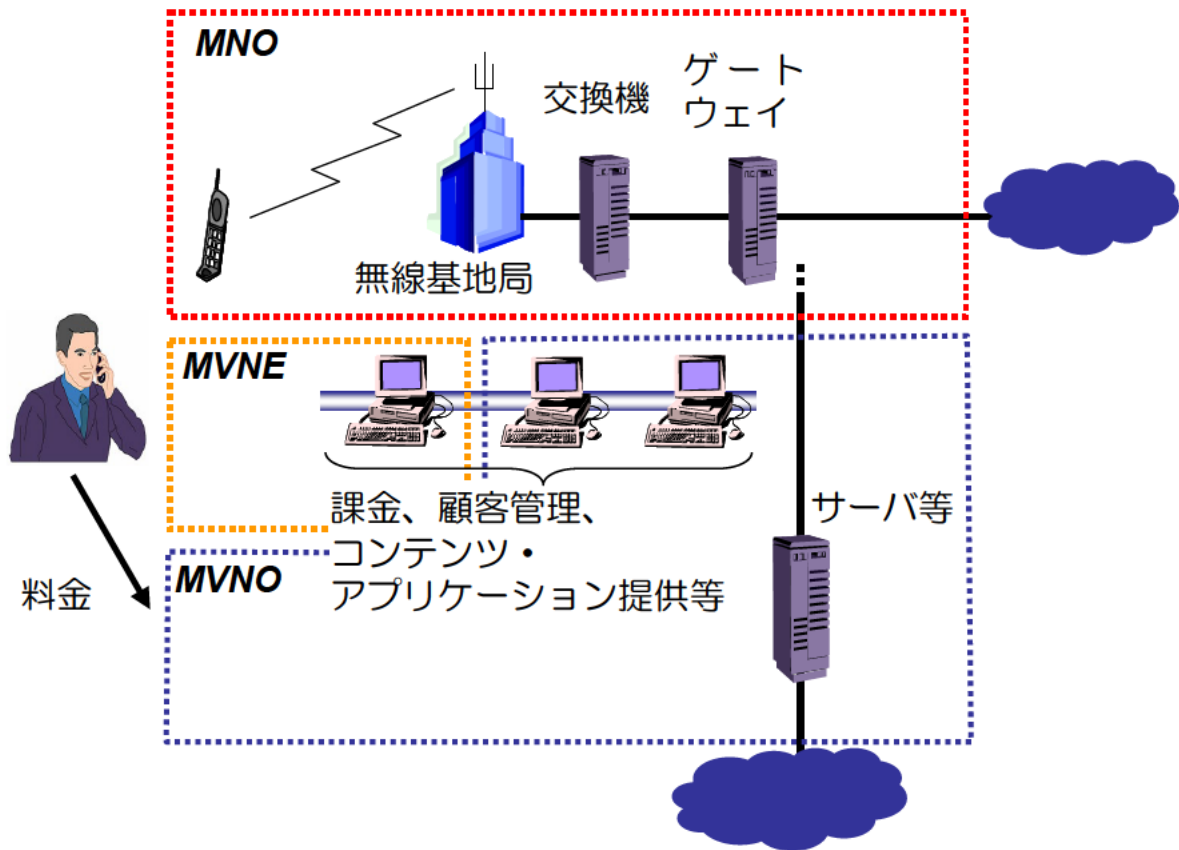 MNO
交換機
ゲート
ウェイ
無線基地局
MVNE
課金、顧客管理、
コンテンツ・
アプリケーション提供等
サーバ等
MVNO
料金